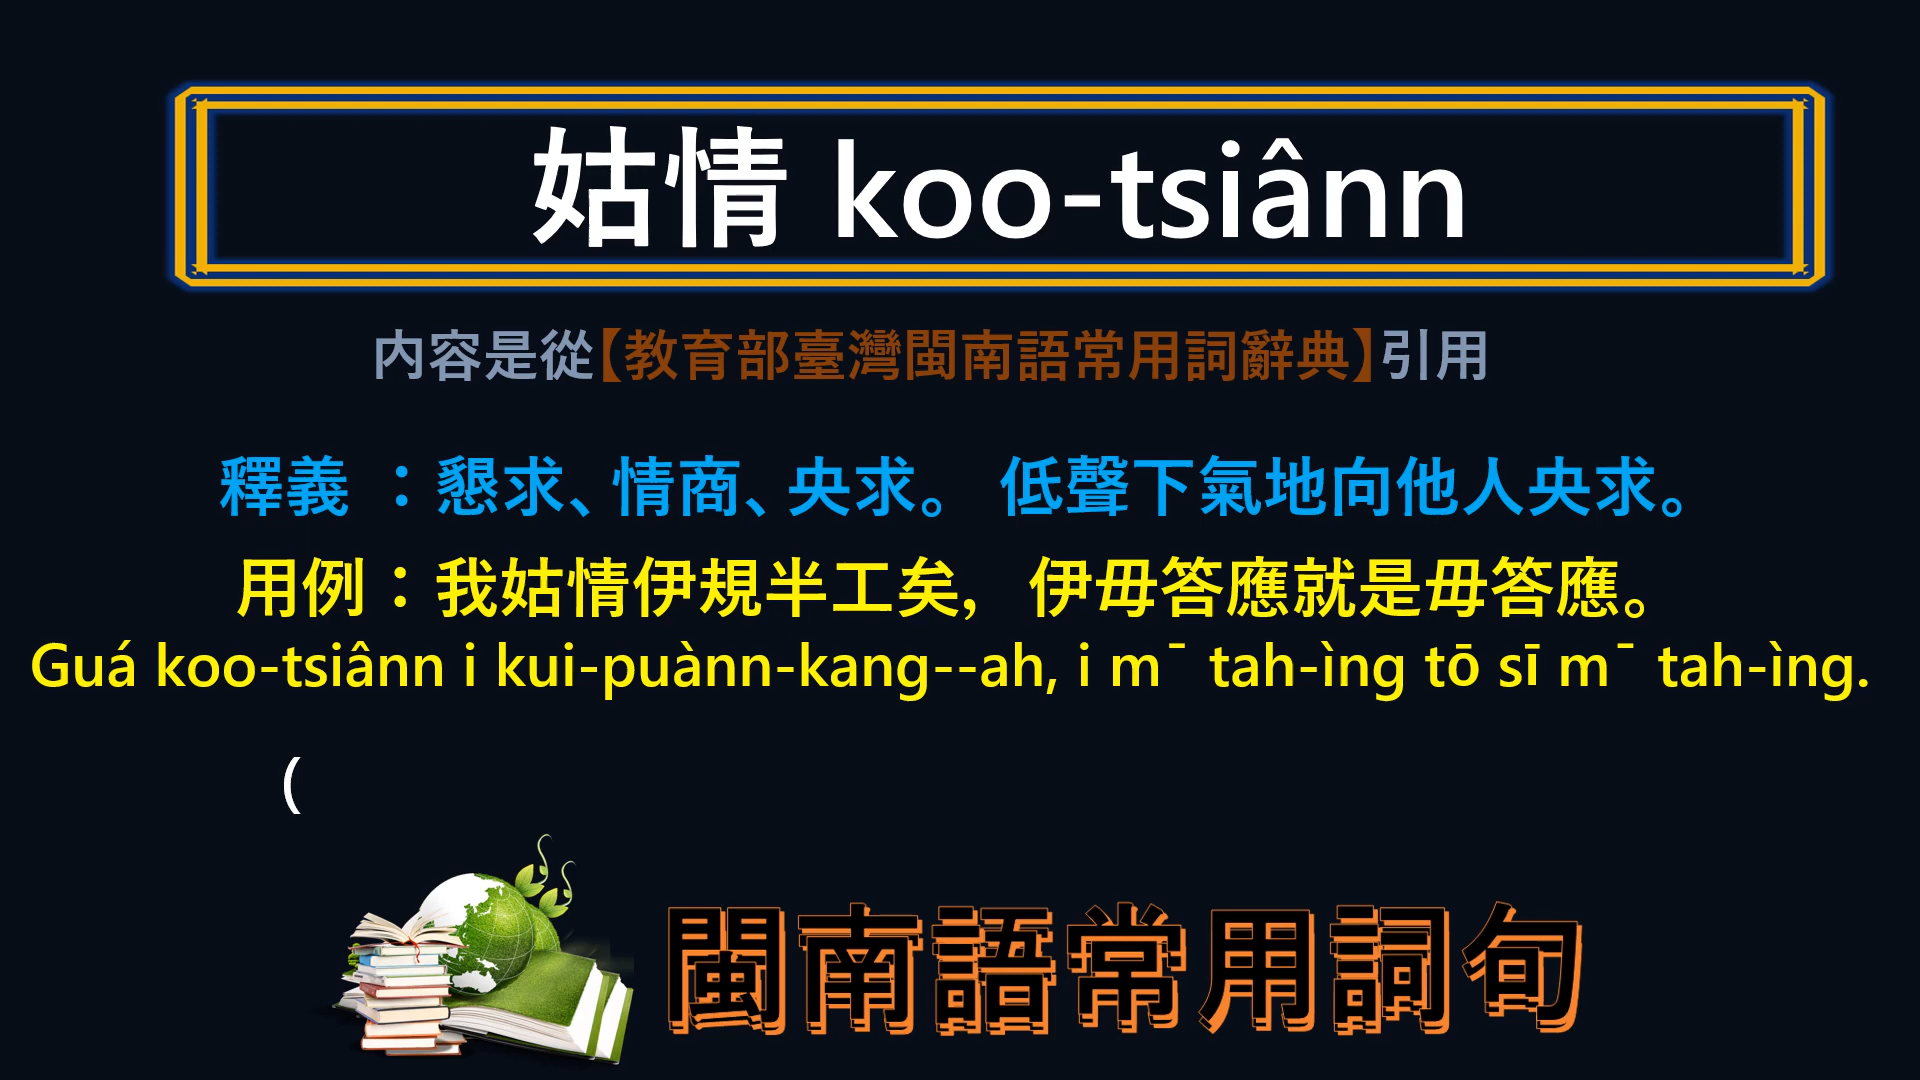 姑情 koo-tsiânn
内容是從【教育部臺灣閩南語常用詞辭典】引用
釋義 ：懇求、情商、央求。 低聲下氣地向他人央求。
用例：我姑情伊規半工矣， 伊毋答應就是毋答應。
Guá koo-tsiânn i kui-puànn-kang--ah, i m¯ tah-ìng tō sī m¯ tah-ìng.
(
閩南語常用詞句